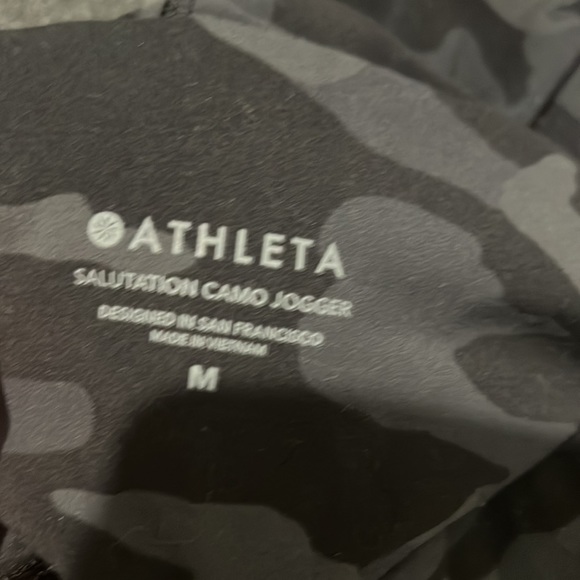 ATHLETA
SALUTATION CAMO JOGGER
DESIGNED IN SAN FRANCISCO
MADE IN VIETNAM
M